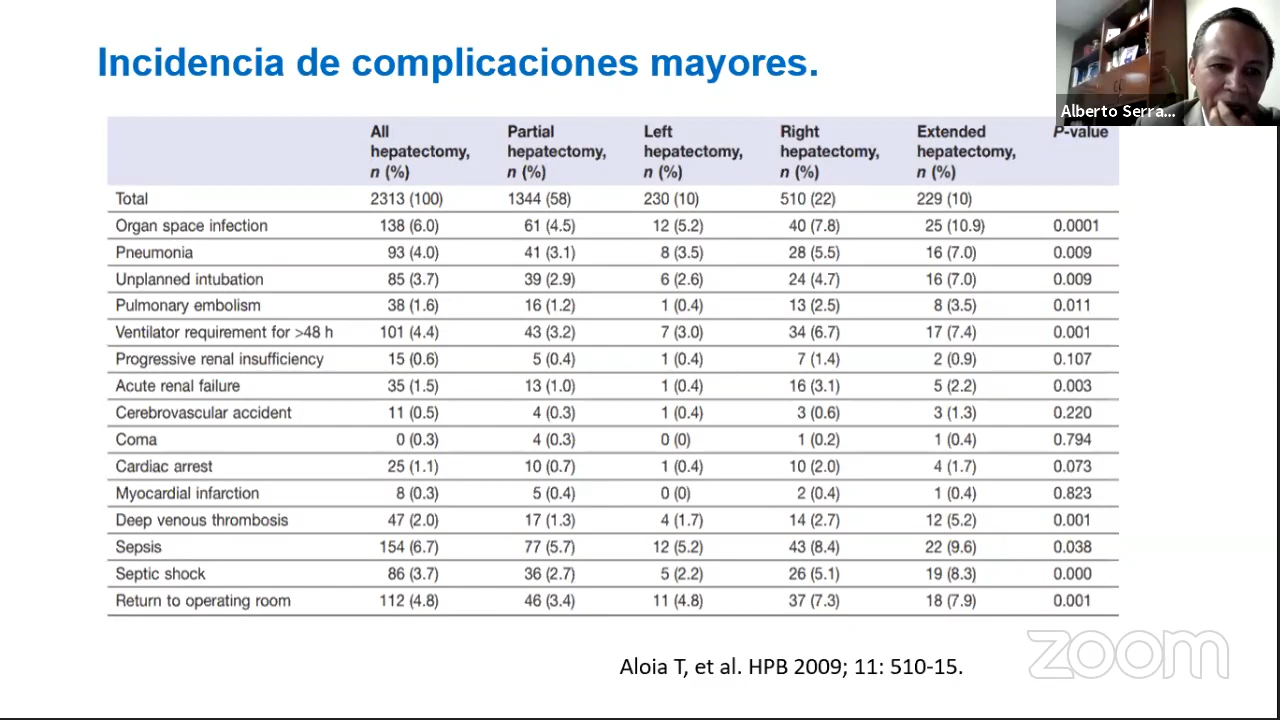 Incidencia de complicaciones mayores.
Alberto Serra...
All hepatectomy, n (%) Partial hepatectomy, n (%) Left hepatectomy, n (%) Right hepatectomy, n (%) Extended hepatectomy, n (%) P-value
Total 2313 (100) 1344 (58) 230 (10) 510 (22) 229 (10)
Organ space infection 138 (6.0) 61 (4.5) 12 (5.2) 40 (7.8) 25 (10.9) 0.0001
Pneumonia 93 (4.0) 41 (3.1) 8 (3.5) 28 (5.5) 16 (7.0) 0.009
Unplanned intubation 85 (3.7) 39 (2.9) 6 (2.6) 24 (4.7) 16 (7.0) 0.009
Pulmonary embolism 38 (1.6) 16 (1.2) 1 (0.4) 13 (2.5) 8 (3.5) 0.011
Ventilator requirement for >48 h 101 (4.4) 43 (3.2) 7 (3.0) 34 (6.7) 17 (7.4) 0.001
Progressive renal insufficiency 15 (0.6) 5 (0.4) 1 (0.4) 7 (1.4) 2 (0.9) 0.107
Acute renal failure 35 (1.5) 13 (1.0) 1 (0.4) 16 (3.1) 5 (2.2) 0.003
Cerebrovascular accident 11 (0.5) 4 (0.3) 1 (0.4) 3 (0.6) 3 (1.3) 0.220
Coma 0 (0.3) 4 (0.3) 0 (0) 1 (0.2) 1 (0.4) 0.794
Cardiac arrest 25 (1.1) 10 (0.7) 1 (0.4) 10 (2.0) 4 (1.7) 0.073
Myocardial infarction 8 (0.3) 5 (0.4) 0 (0) 2 (0.4) 1 (0.4) 0.823
Deep venous thrombosis 47 (2.0) 17 (1.3) 4 (1.7) 14 (2.7) 12 (5.2) 0.001
Sepsis 154 (6.7) 77 (5.7) 12 (5.2) 43 (8.4) 22 (9.6) 0.038
Septic shock 86 (3.7) 36 (2.7) 5 (2.2) 26 (5.1) 19 (8.3) 0.000
Return to operating room 112 (4.8) 46 (3.4) 11 (4.8) 37 (7.3) 18 (7.9) 0.001
Aloia T, et al. HPB 2009; 11: 510-15.
zoom